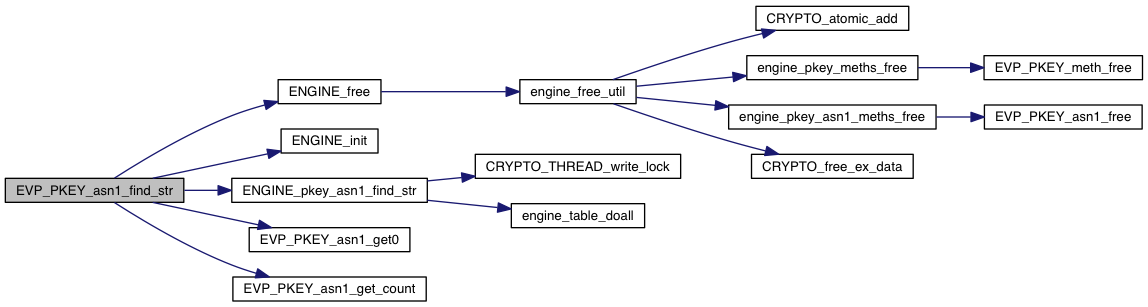 CRYPTO_atomic_add
engine_pkey_meths_free
EVP_PKEY_meth_free
ENGINE_free
engine_free_util
engine_pkey_asn1_meths_free
EVP_PKEY_asn1_free
ENGINE_init
CRYPTO_THREAD_write_lock
CRYPTO_free_ex_data
EVP_PKEY_asn1_find_str
ENGINE_pkey_asn1_find_str
engine_table_doall
EVP_PKEY_asn1_get0
EVP_PKEY_asn1_get_count